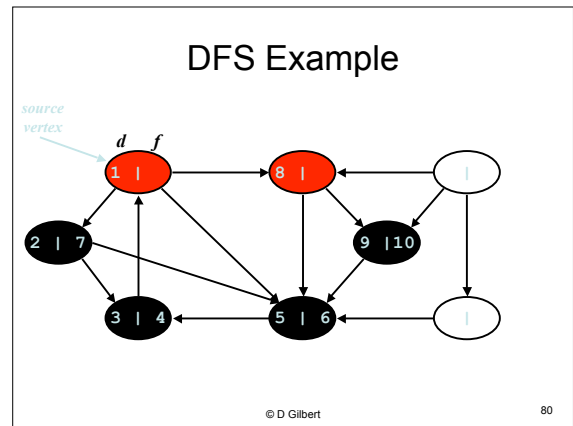 DFS Example
source
vertex
d f
1 |
8 |
|
2 | 7
9 |10
3 | 4
5 | 6
|
© D Gilbert
80